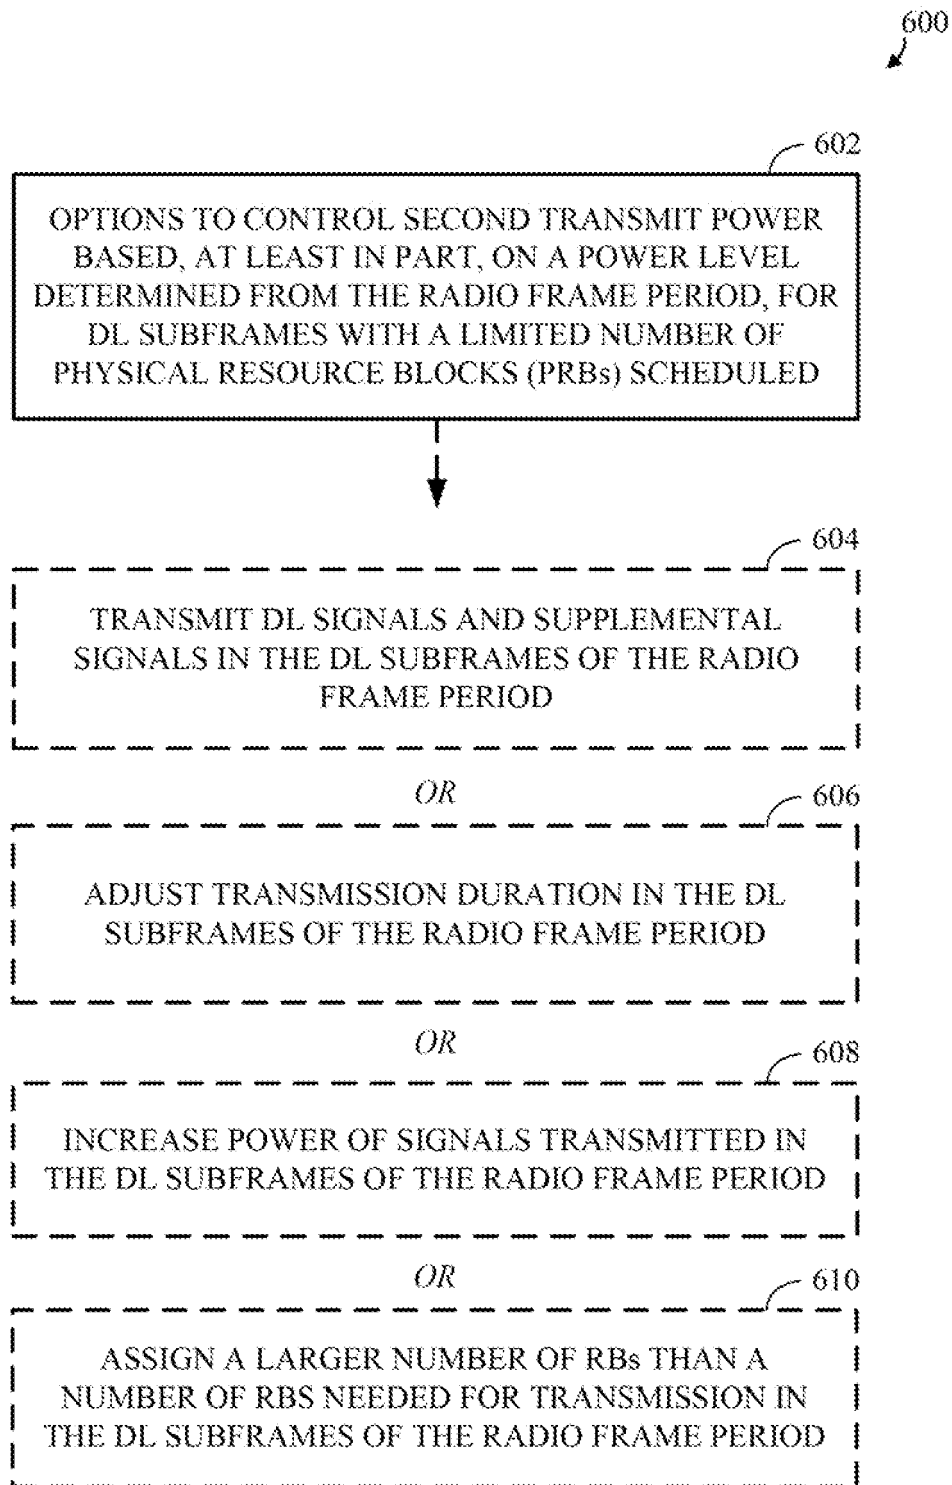 600
602
OPTIONS TO CONTROL SECOND TRANSMIT POWER
BASED, AT LEAST IN PART, ON A POWER LEVEL
DETERMINED FROM THE RADIO FRAME PERIOD, FOR
DL SUBFRAMES WITH A LIMITED NUMBER OF
PHYSICAL RESOURCE BLOCKS (PRBs) SCHEDULED
604
TRANSMIT DL SIGNALS AND SUPPLEMENTAL
SIGNALS IN THE DL SUBFRAMES OF THE RADIO
FRAME PERIOD
OR
606
ADJUST TRANSMISSION DURATION IN THE DL
SUBFRAMES OF THE RADIO FRAME PERIOD
OR
608
INCREASE POWER OF SIGNALS TRANSMITTED IN
THE DL SUBFRAMES OF THE RADIO FRAME PERIOD
OR
610
ASSIGN A LARGER NUMBER OF RBs THAN A
NUMBER OF RBS NEEDED FOR TRANSMISSION IN
THE DL SUBFRAMES OF THE RADIO FRAME PERIOD